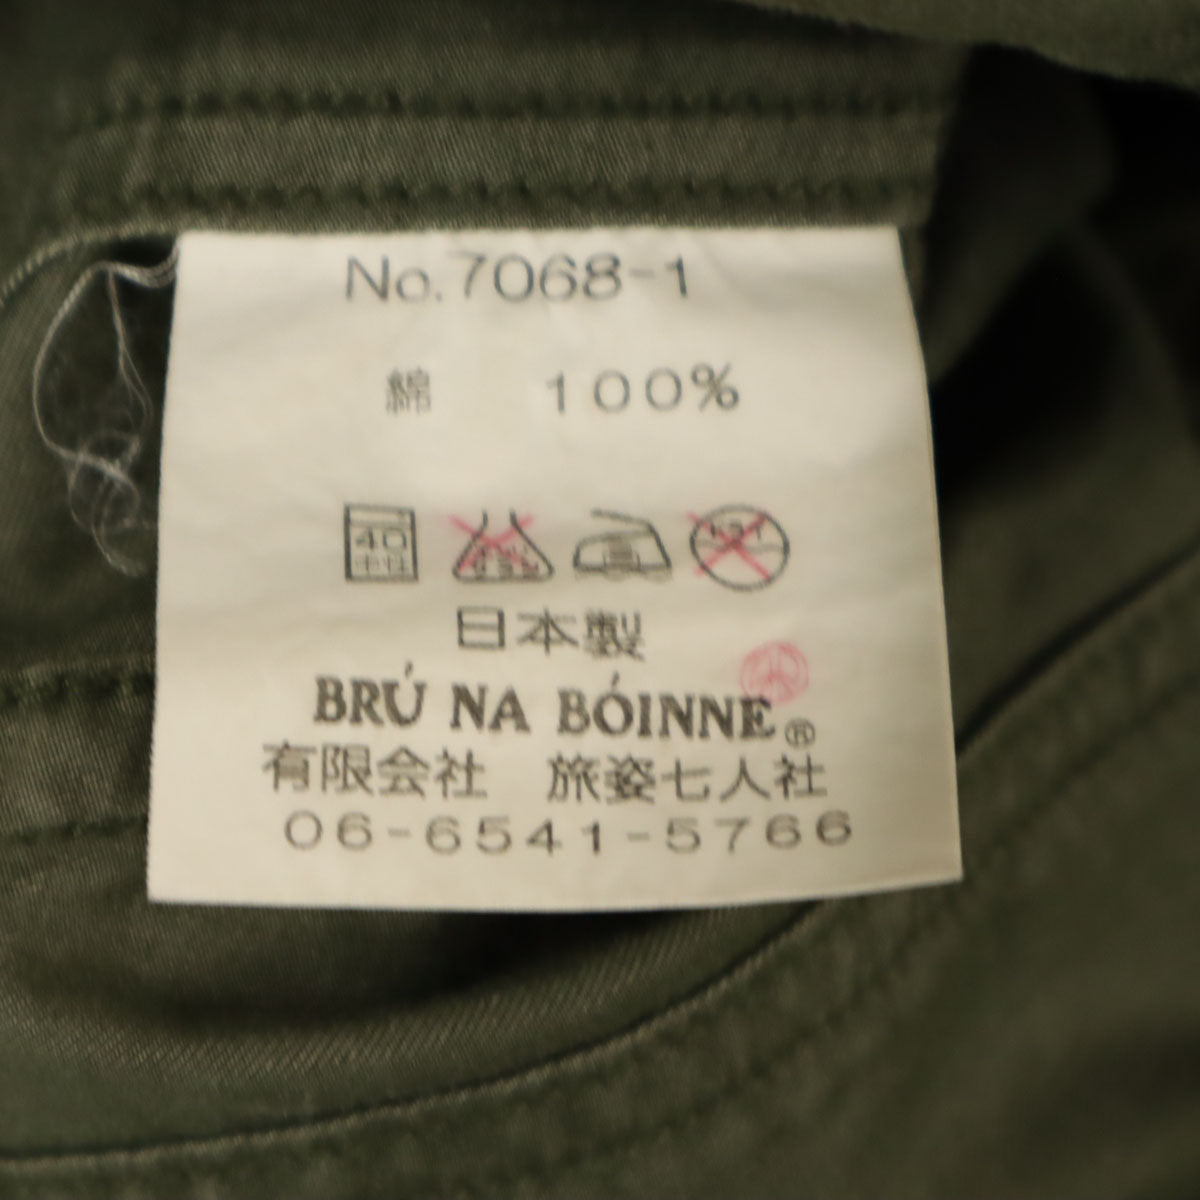 No.7068-1
綿 100%
40
日本製
BRÚ NA BÓINNE®
有限会社 旅姿七人社
06-6541-5766